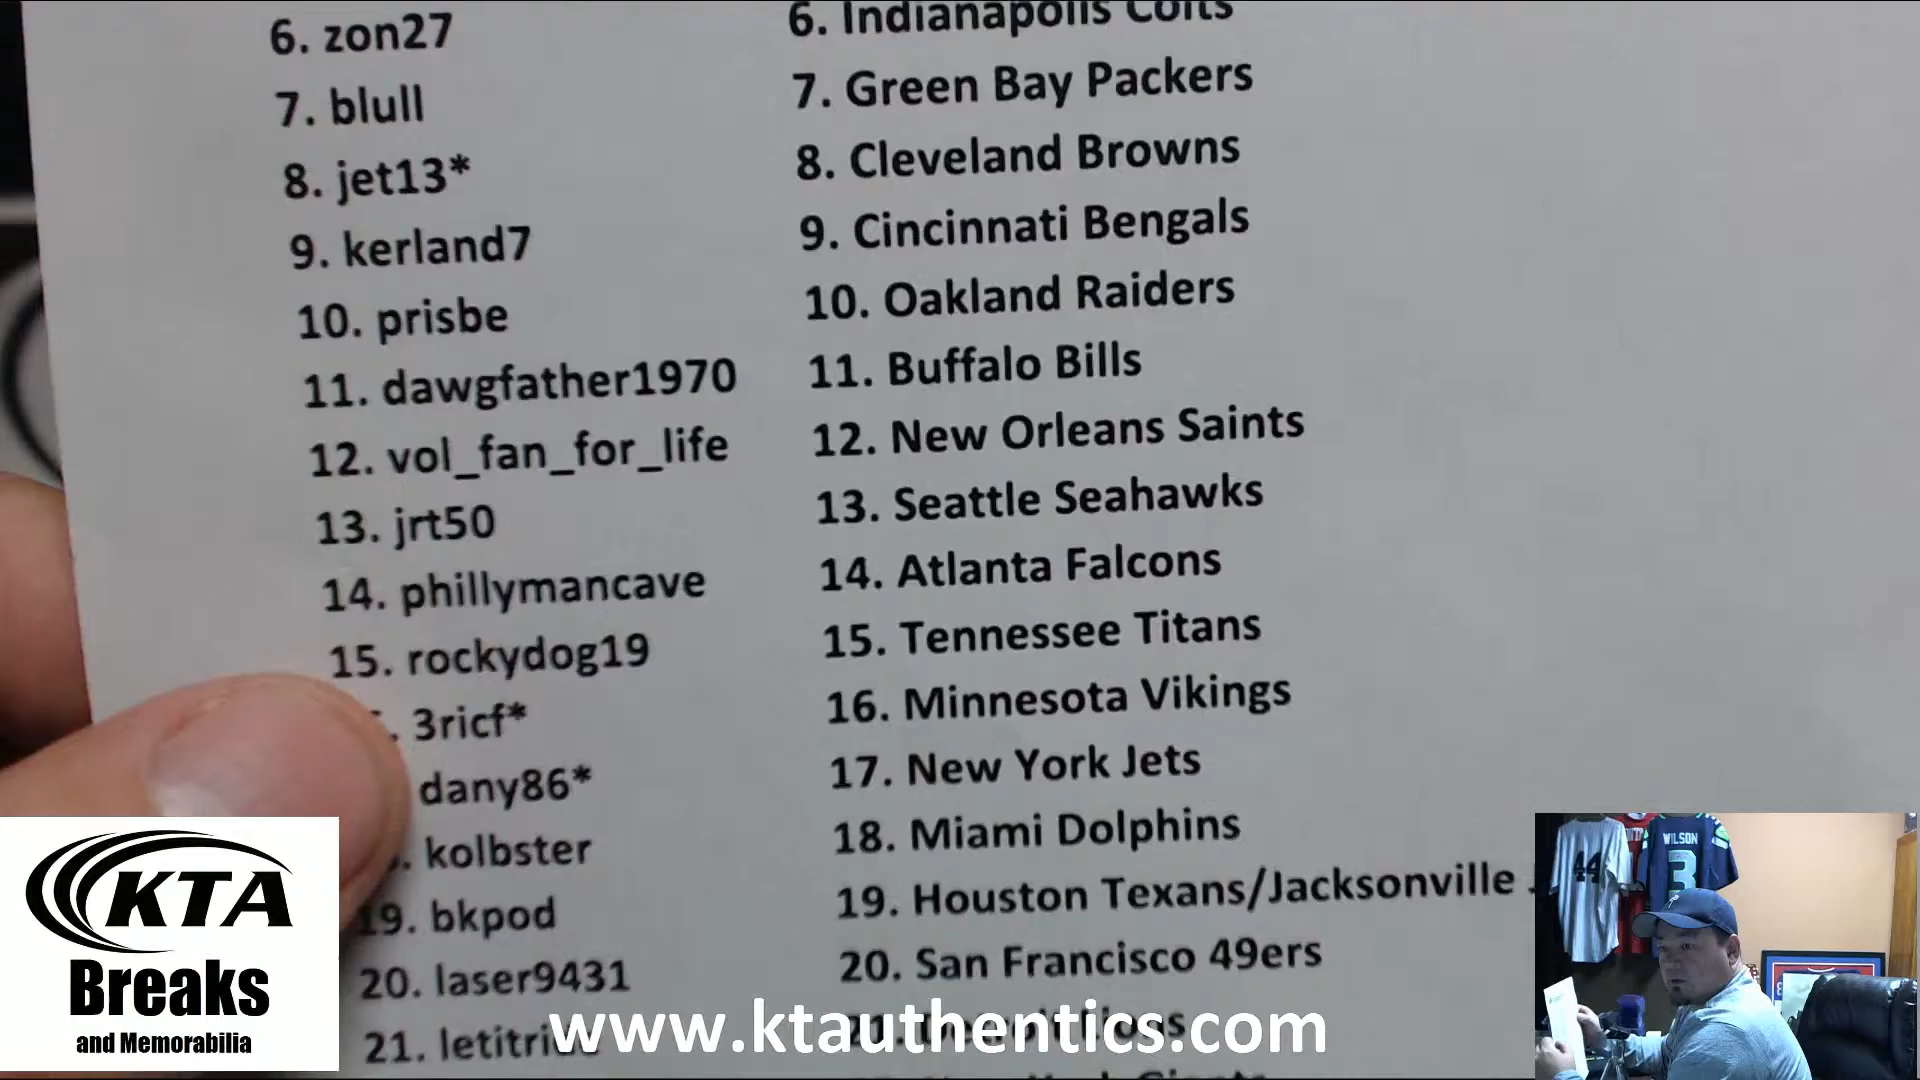 6. zon27
7. blull
8. jet13*
9. kerland7
10. prisbe
11. dawgfather1970
12. vol_fan_for_life
13. jrt50
14. phillymancave
15. rockydog19
. 3ricf*
dany86*
. kolbster
19. bkpod
20. laser9431
21.
6. Indianapolis Colts
7. Green Bay Packers
8. Cleveland Browns
9. Cincinnati Bengals
10. Oakland Raiders
11. Buffalo Bills
12. New Orleans Saints
13. Seattle Seahawks
14. Atlanta Falcons
15. Tennessee Titans
16. Minnesota Vikings
17. New York Jets
18. Miami Dolphins
19. Houston Texans/Jacksonville
20. San Francisco 49ers
KTA
Breaks
and Memorabilia
www.ktauthentics.com
44
WILSON
3